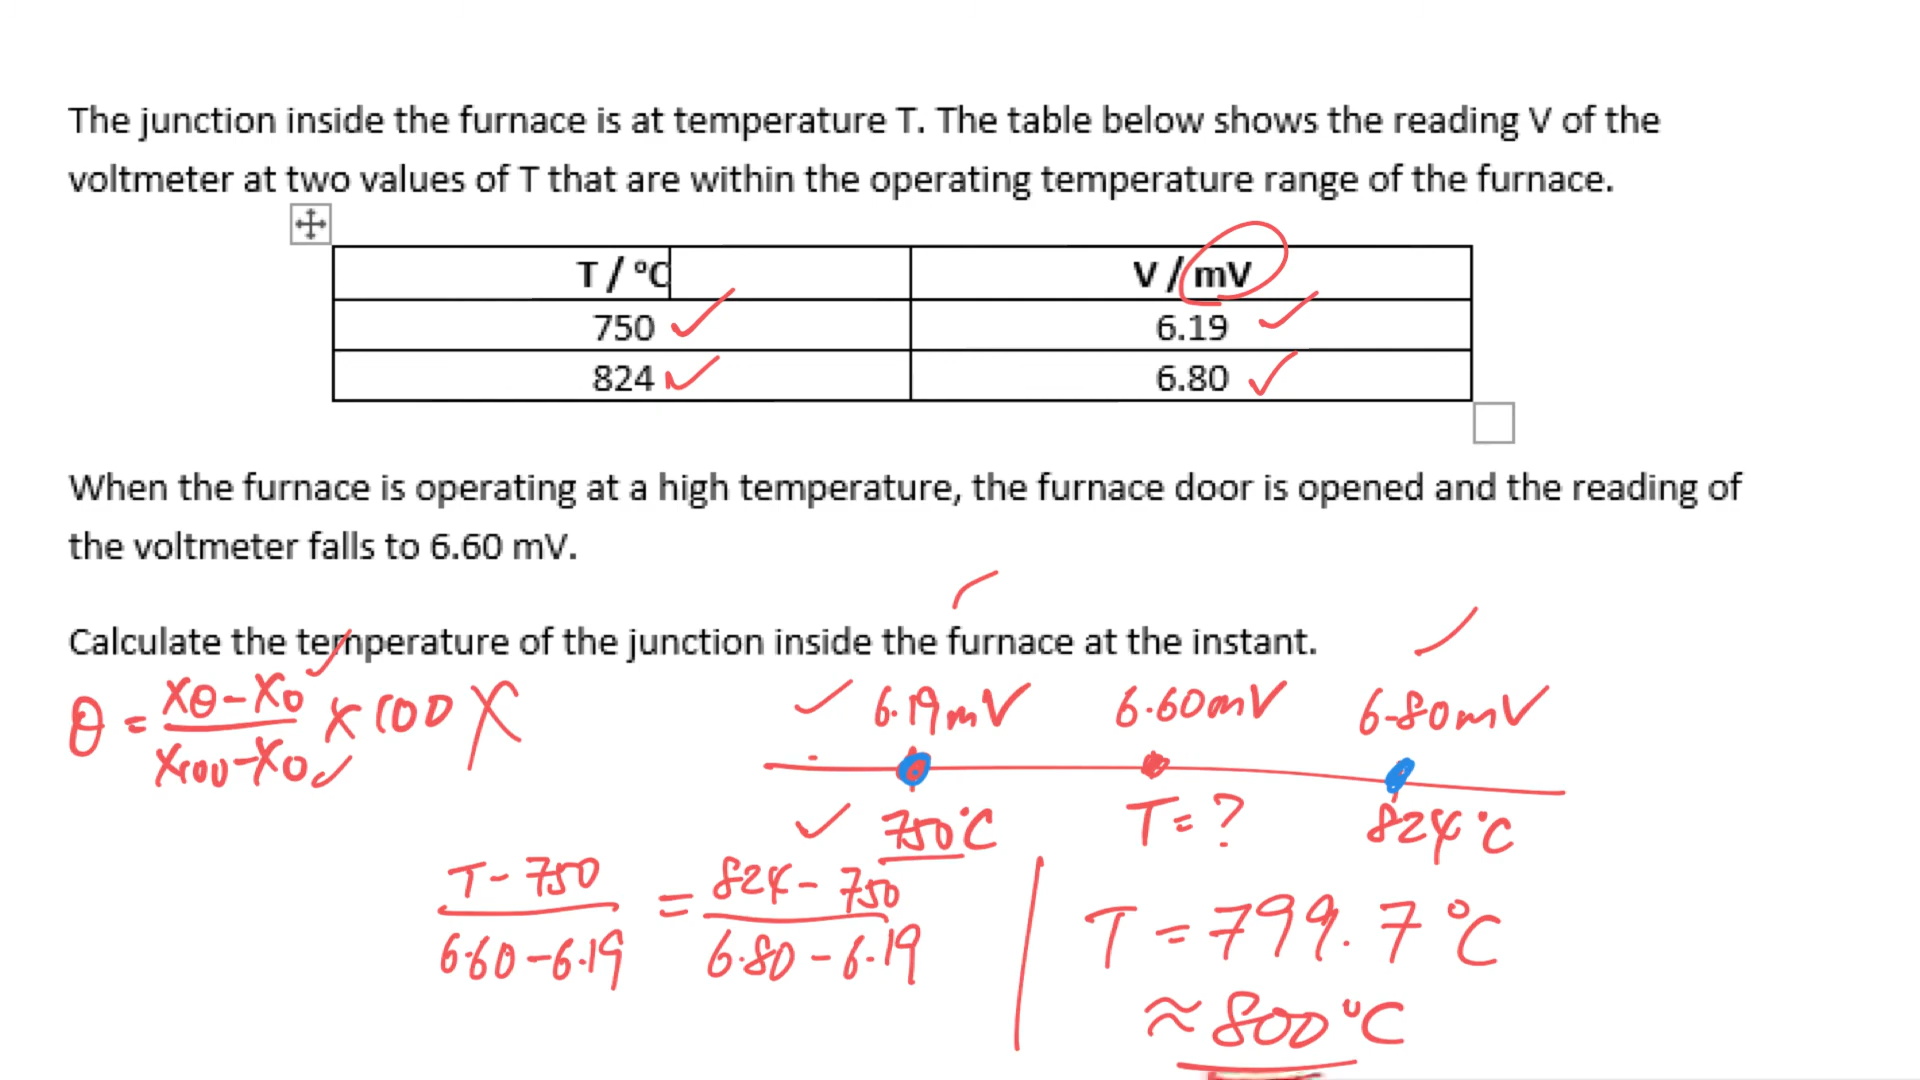 The junction inside the furnace is at temperature T. The table below shows the reading V of the
voltmeter at two values of T that are within the operating temperature range of the furnace.
T / °C V / mV
750 6.19
824 6.80
When the furnace is operating at a high temperature, the furnace door is opened and the reading of
the voltmeter falls to 6.60 mV.
Calculate the temperature of the junction inside the furnace at the instant.
θ = (Xθ - X0) / (X100 - X0) × 100
6.19mV 6.60mV 6.80mV
750°C T = ? 824°C
(T - 750) / (6.60 - 6.19) = (824 - 750) / (6.80 - 6.19)
T = 799.7°C
≈ 800°C